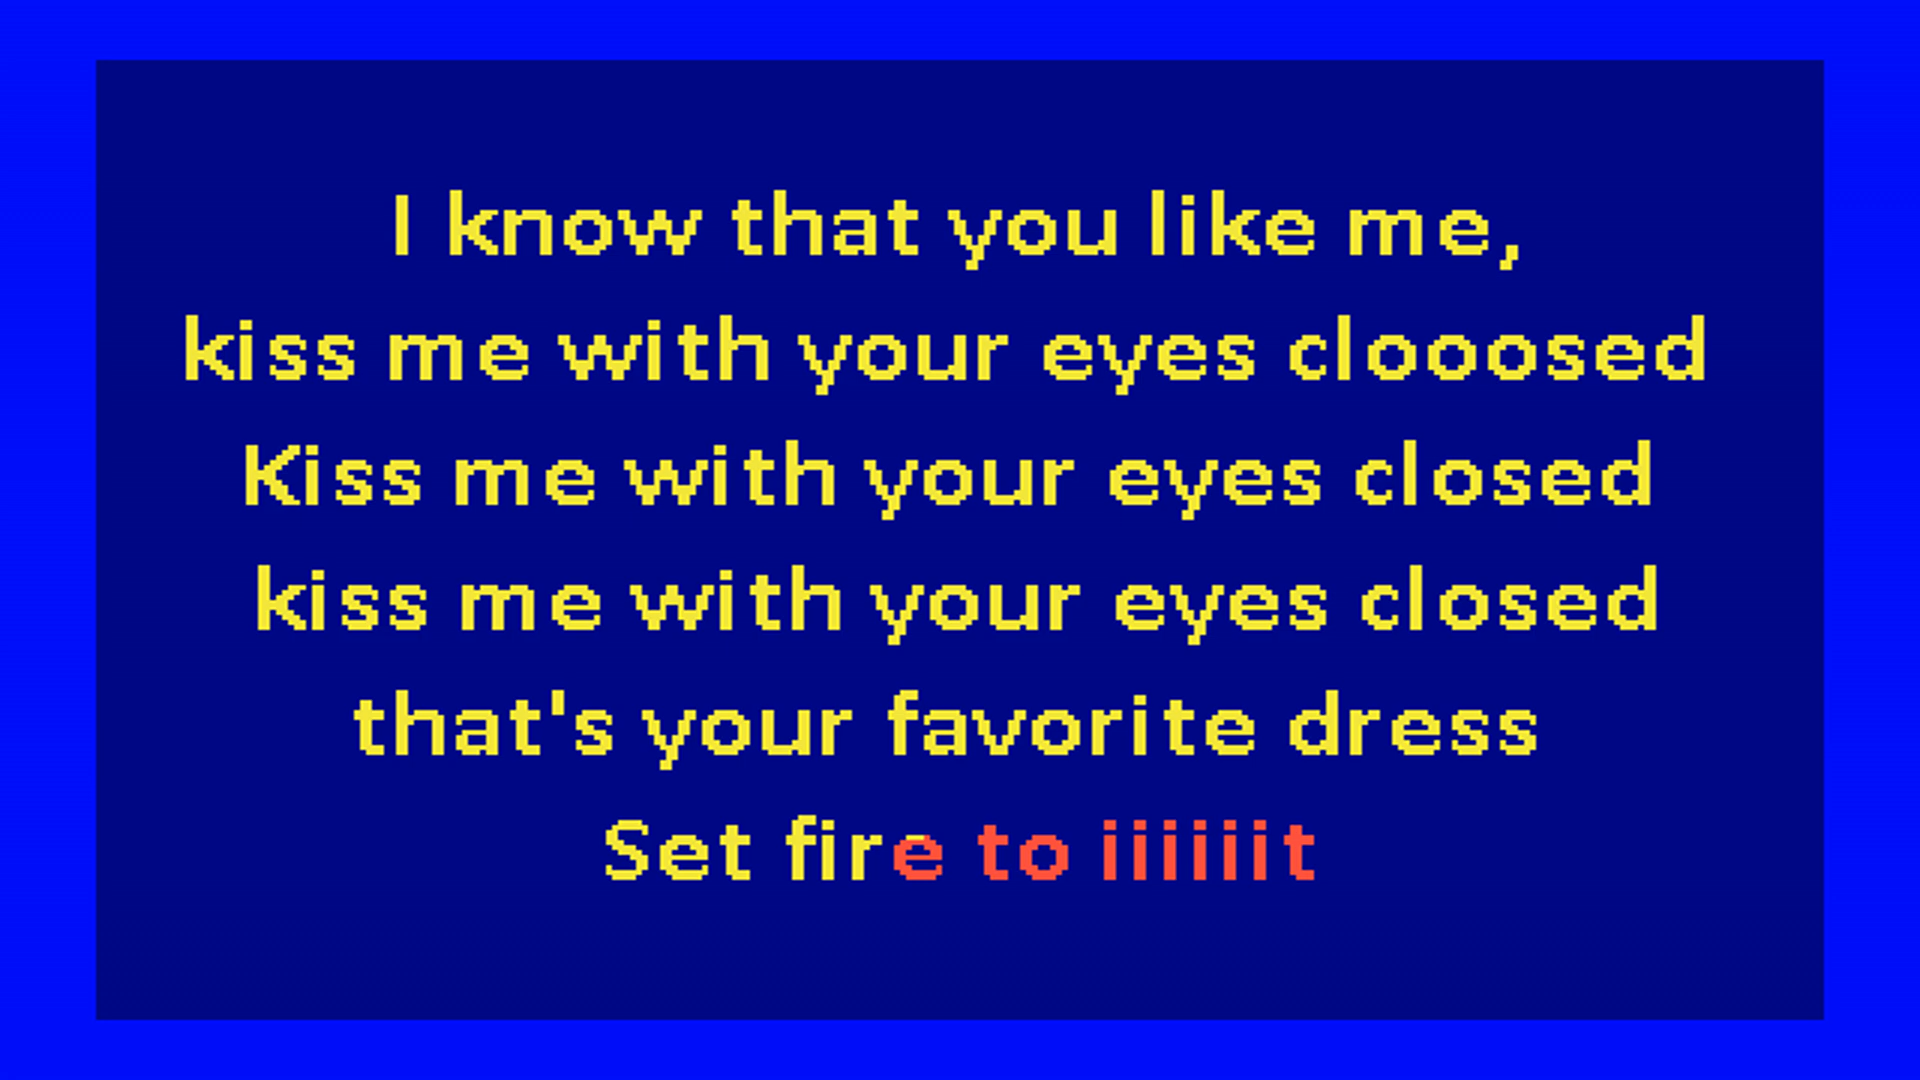 I know that you like me,
kiss me with your eyes clooosed
Kiss me with your eyes closed
kiss me with your eyes closed
that's your favorite dress
Set fire to iiiiiit